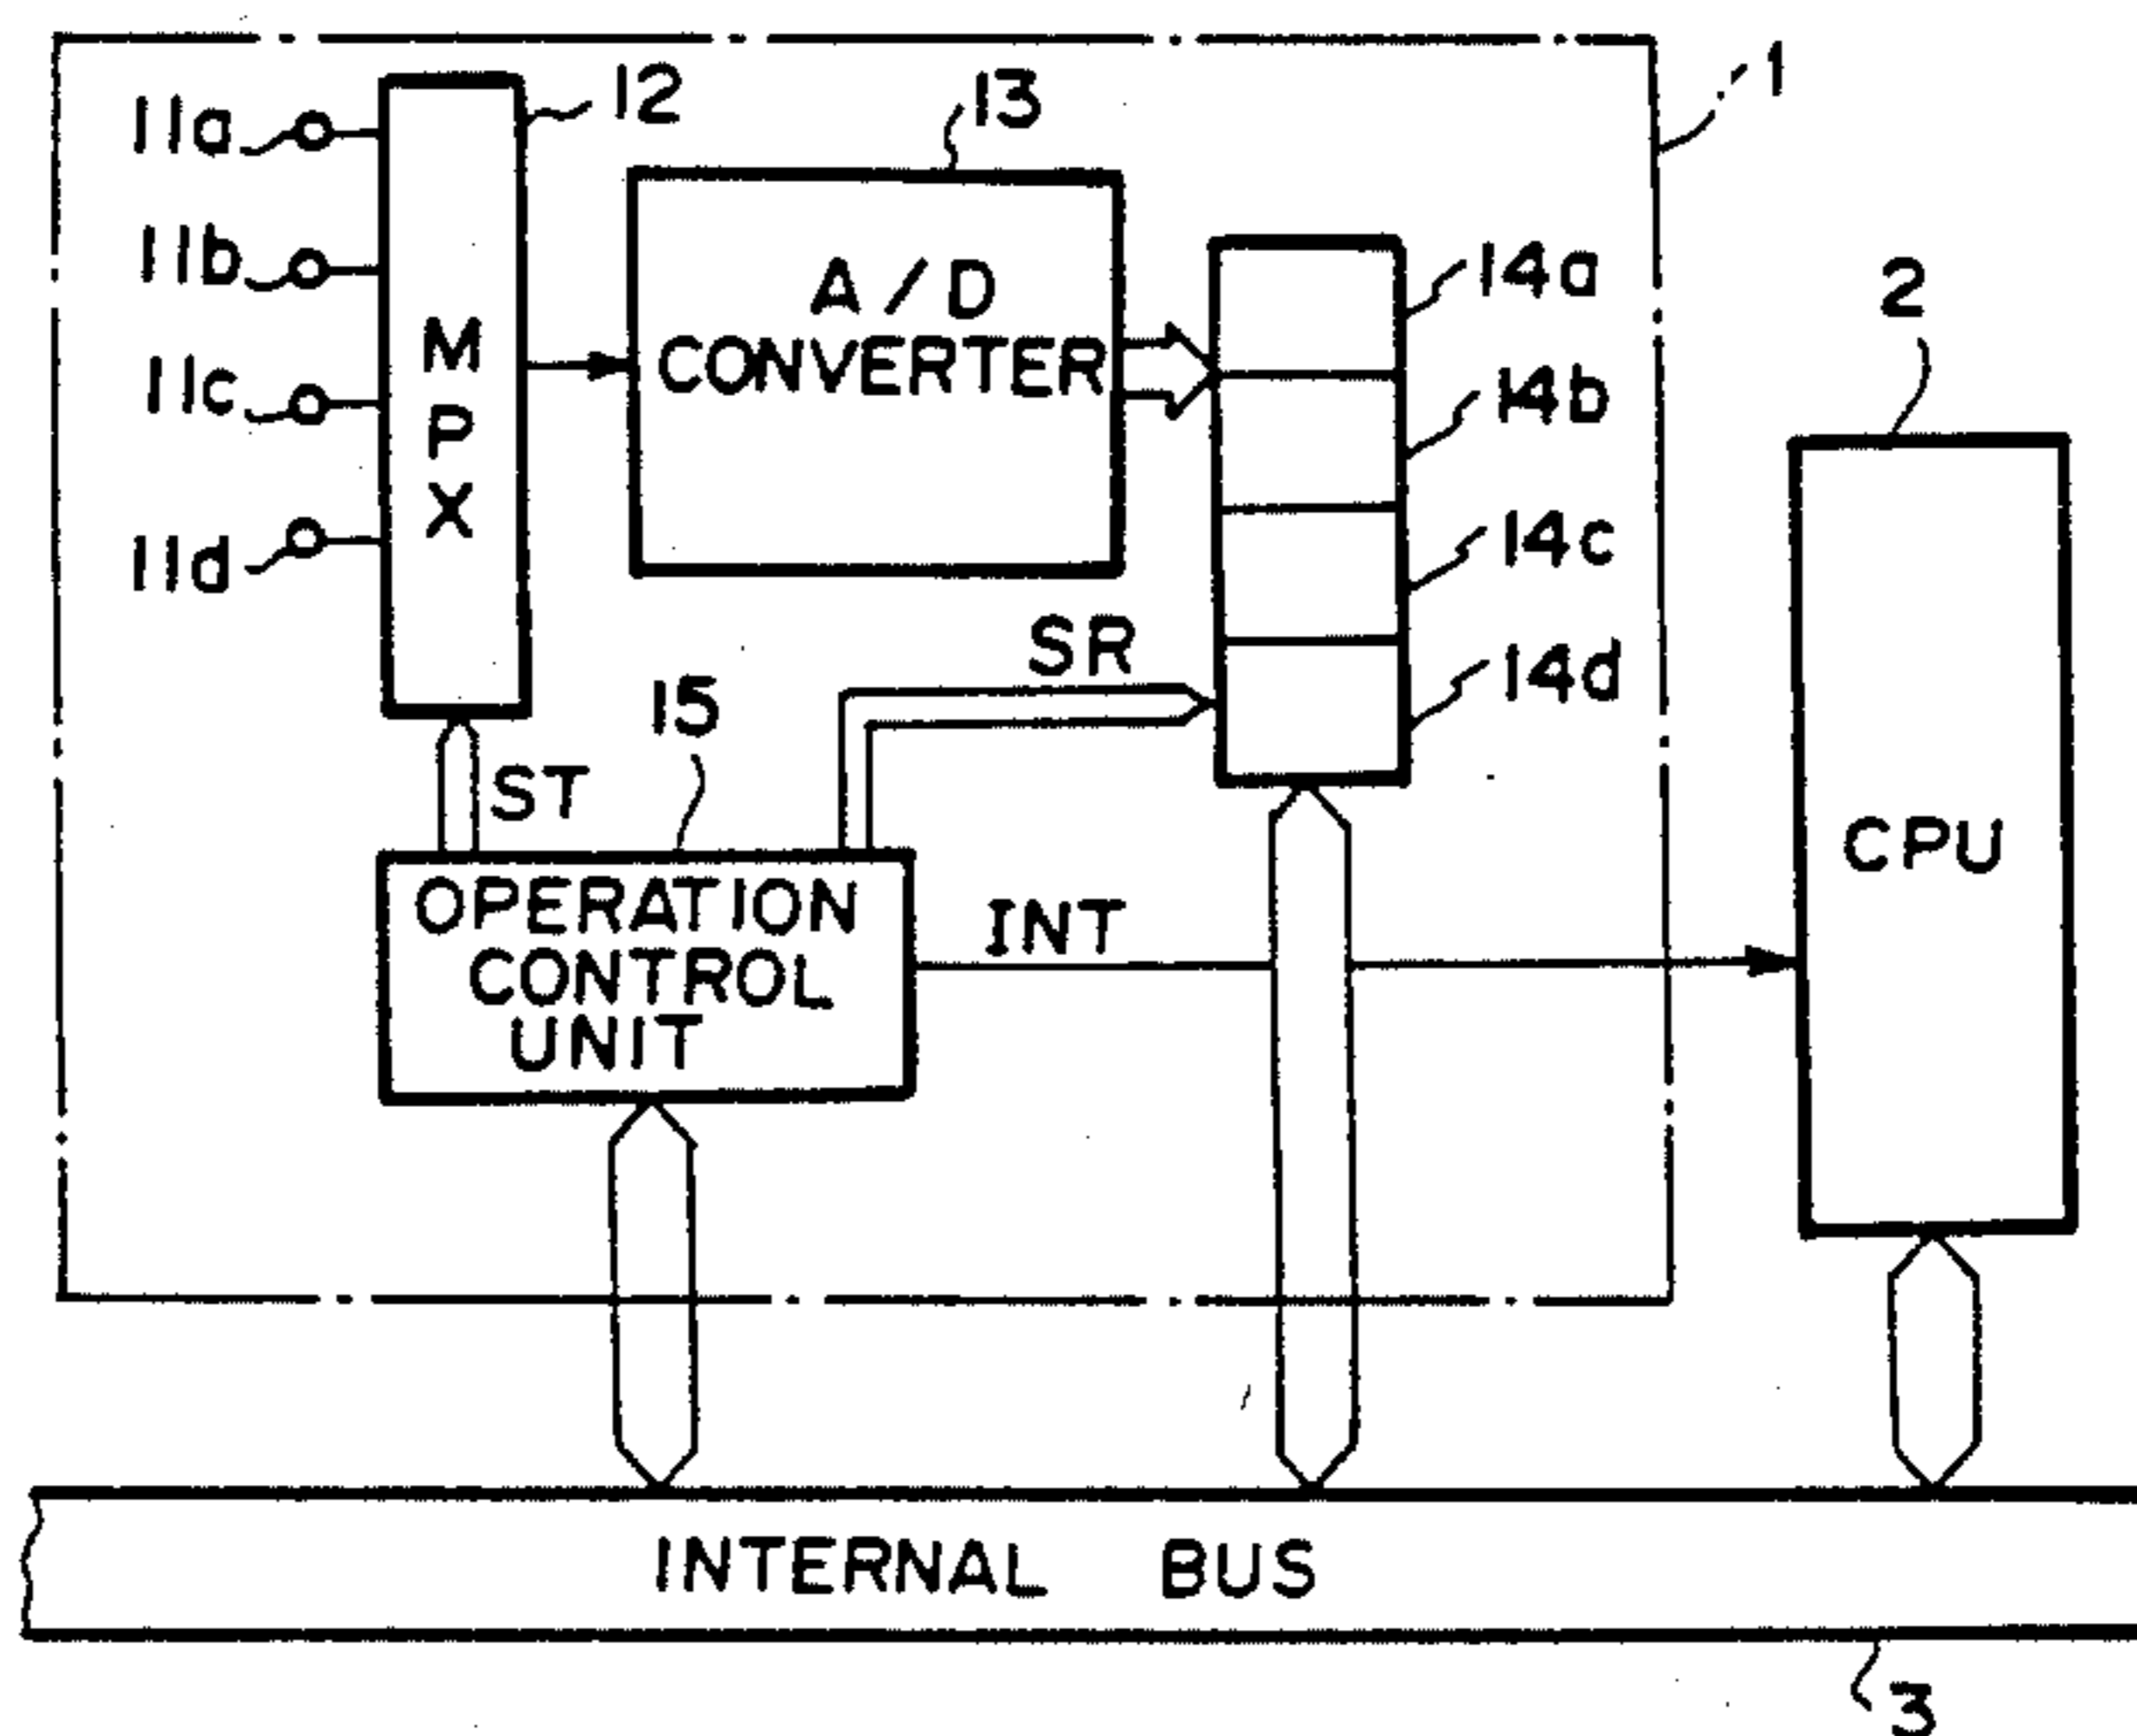 1
12
13
11a
11b
11c
11d
M
P
X
A/D
CONVERTER
14a
14b
14c
14d
2
CPU
SR
15
ST
OPERATION
CONTROL
UNIT
INT
INTERNAL BUS
3